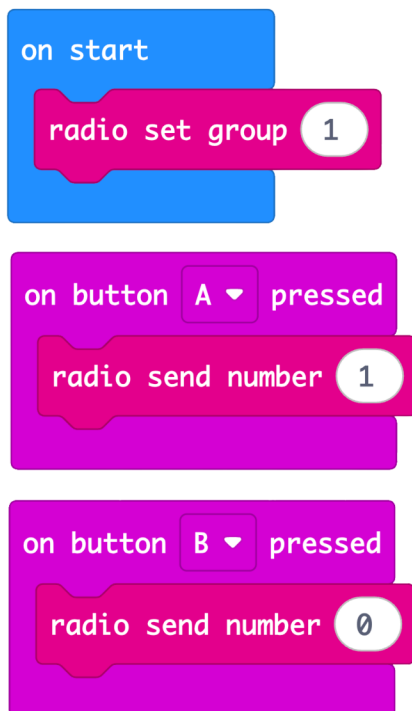 on start
radio set group 1
on button A pressed
radio send number 1
on button B pressed
radio send number 0